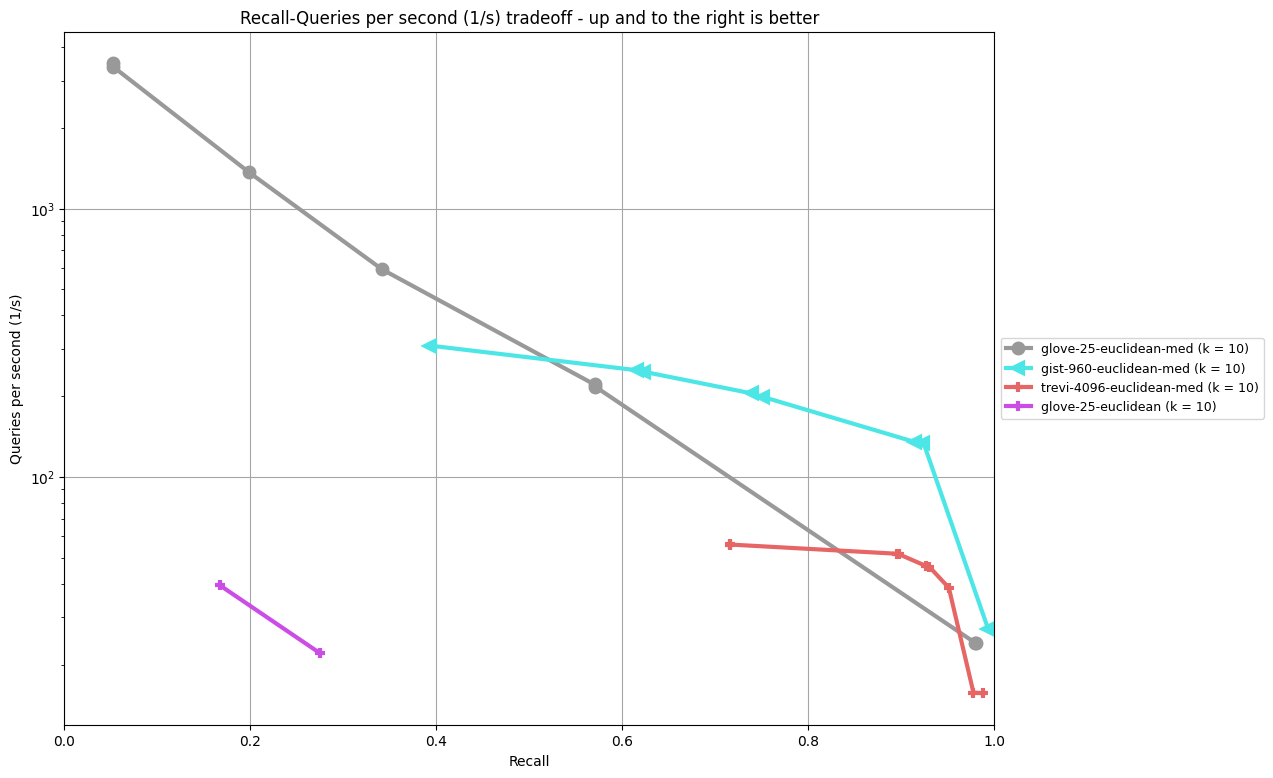 Recall-Queries per second (1/s) tradeoff - up and to the right is better
10³
10²
Queries per second (1/s)
0.0 0.2 0.4 0.6 0.8 1.0
Recall
glove-25-euclidean-med (k = 10)
gist-960-euclidean-med (k = 10)
trevi-4096-euclidean-med (k = 10)
glove-25-euclidean (k = 10)